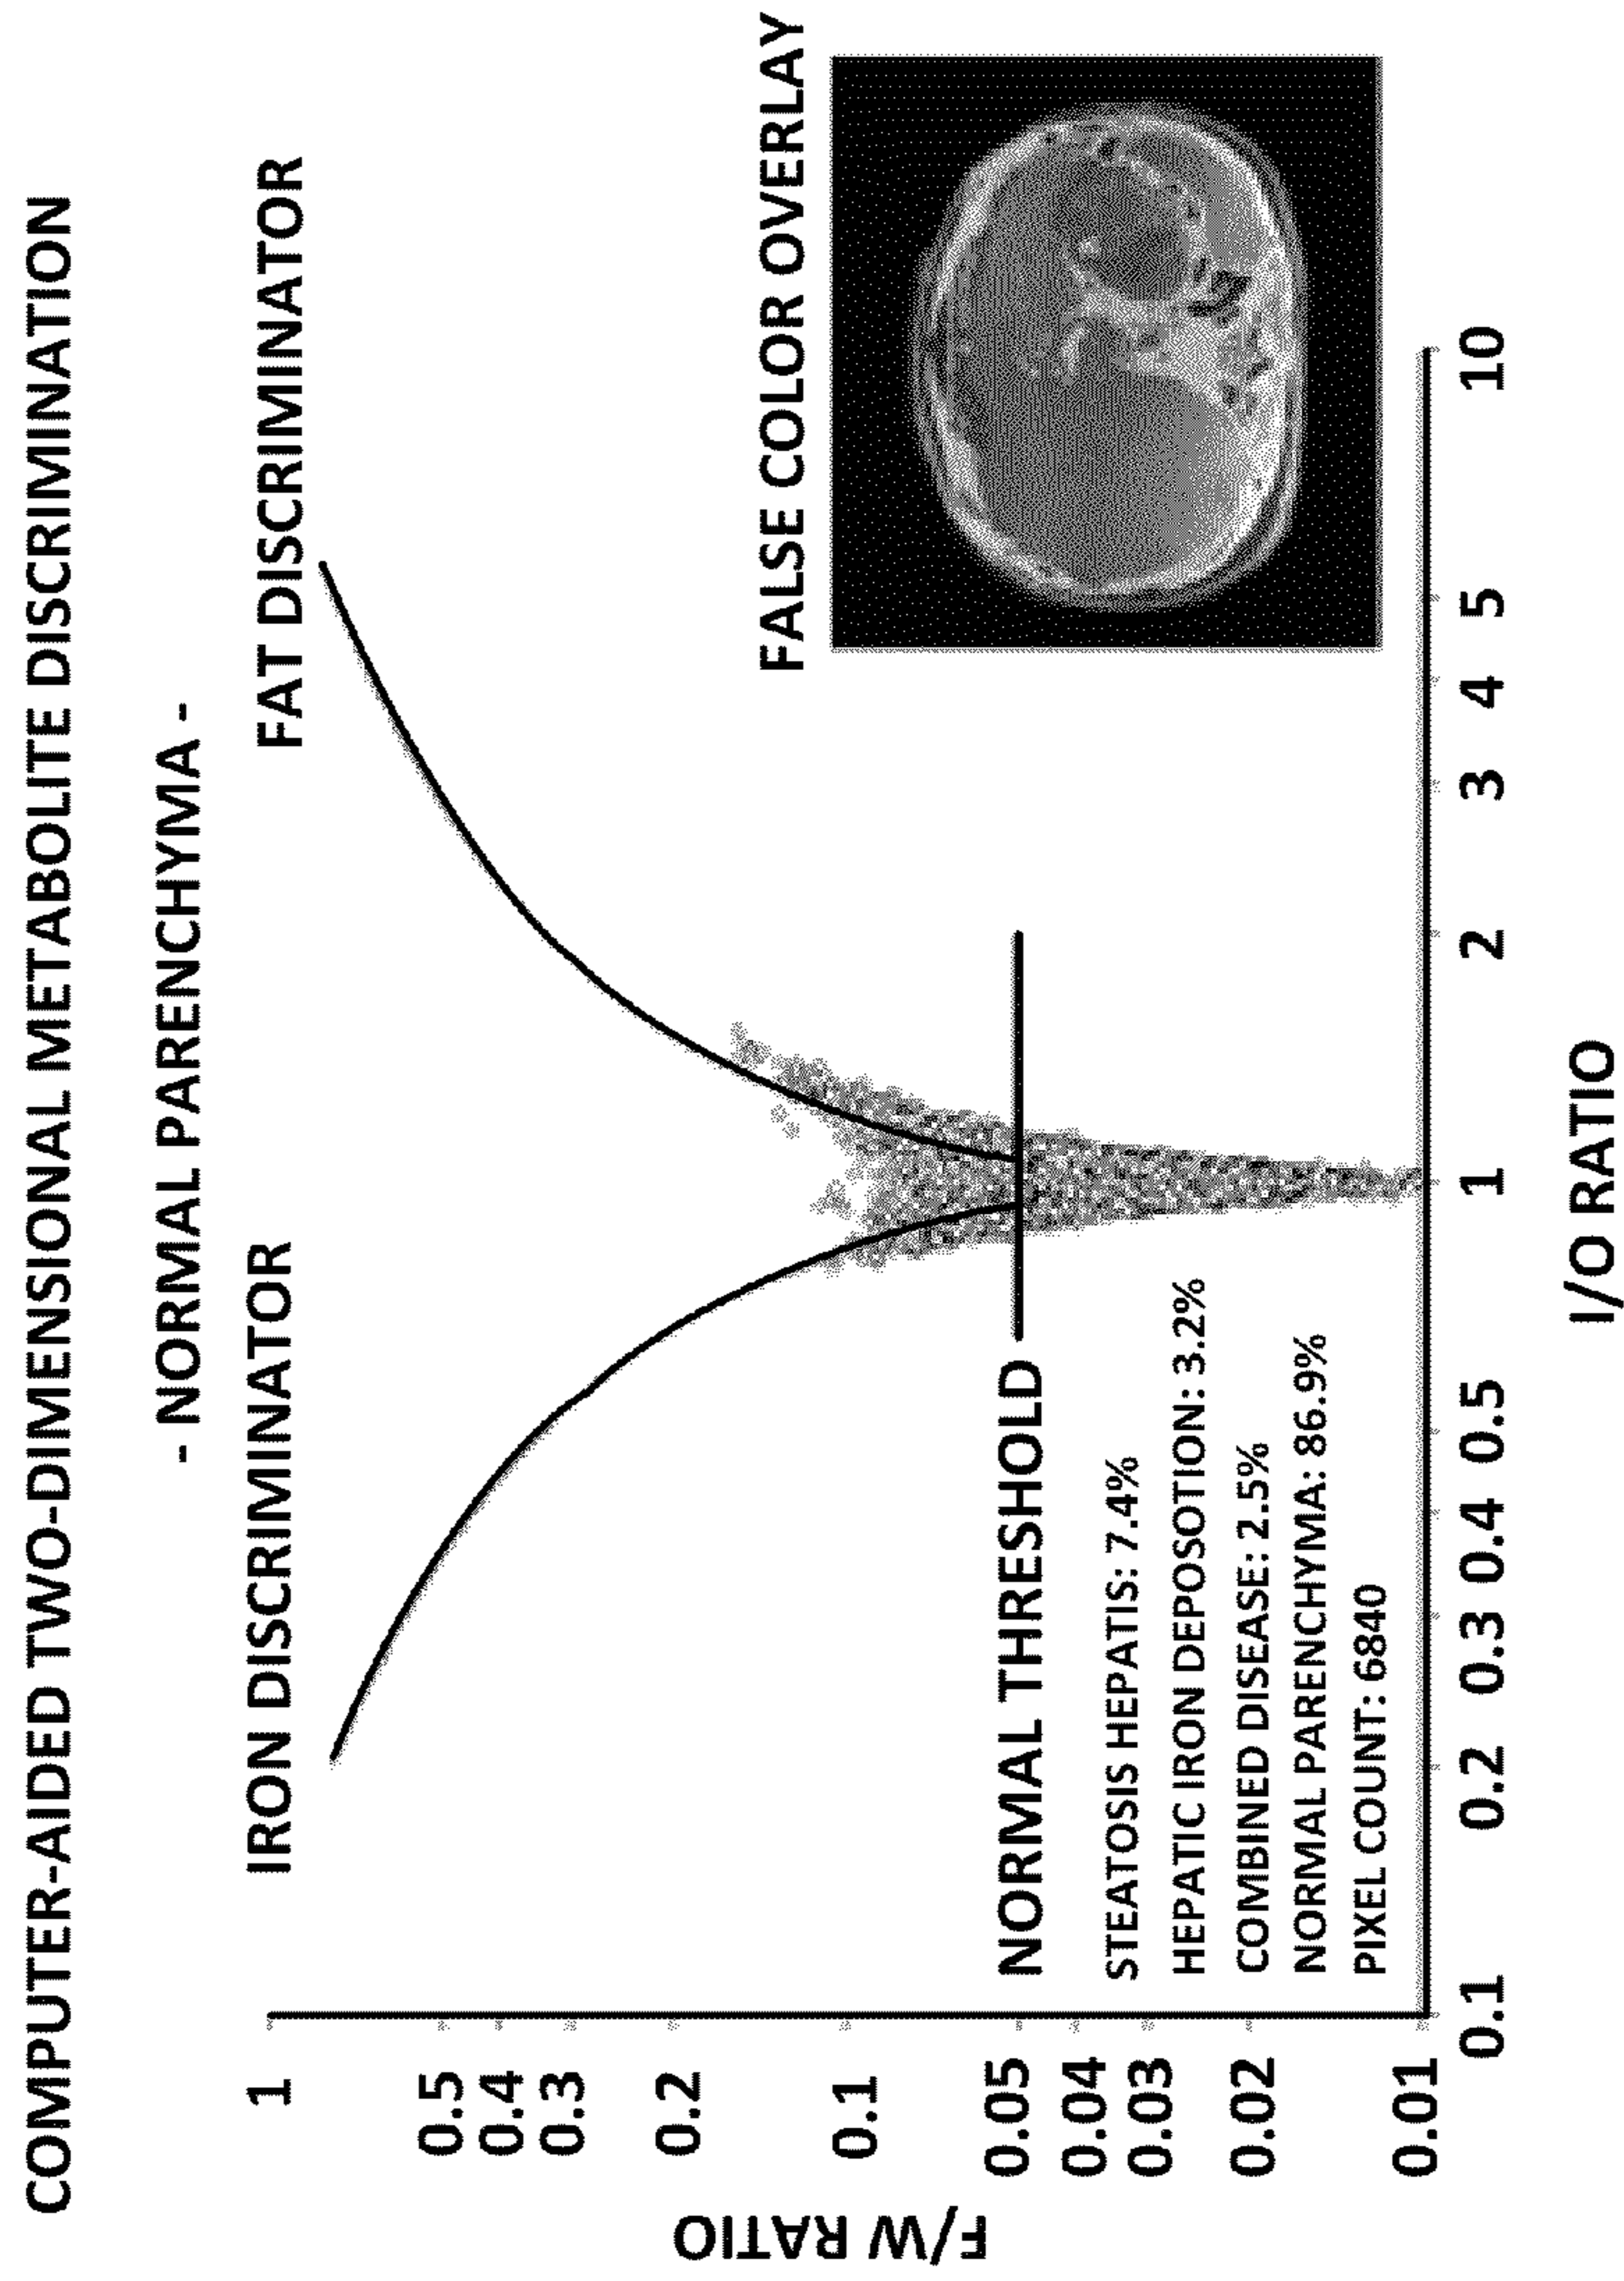 COMPUTER-AIDED TWO-DIMENSIONAL METABOLITE DISCRIMINATION
- NORMAL PARENCHYMA -
IRON DISCRIMINATOR
FAT DISCRIMINATOR
FALSE COLOR OVERLAY
F/W RATIO
1
0.5
0.4
0.3
0.2
0.1
0.05
0.04
0.03
0.02
0.01
NORMAL THRESHOLD
STEATOSIS HEPATIS: 7.4%
HEPATIC IRON DEPOSOTION: 3.2%
COMBINED DISEASE: 2.5%
NORMAL PARENCHYMA: 86.9%
PIXEL COUNT: 6840
0.1 0.2 0.3 0.4 0.5 1 2 3 4 5 10
I/O RATIO